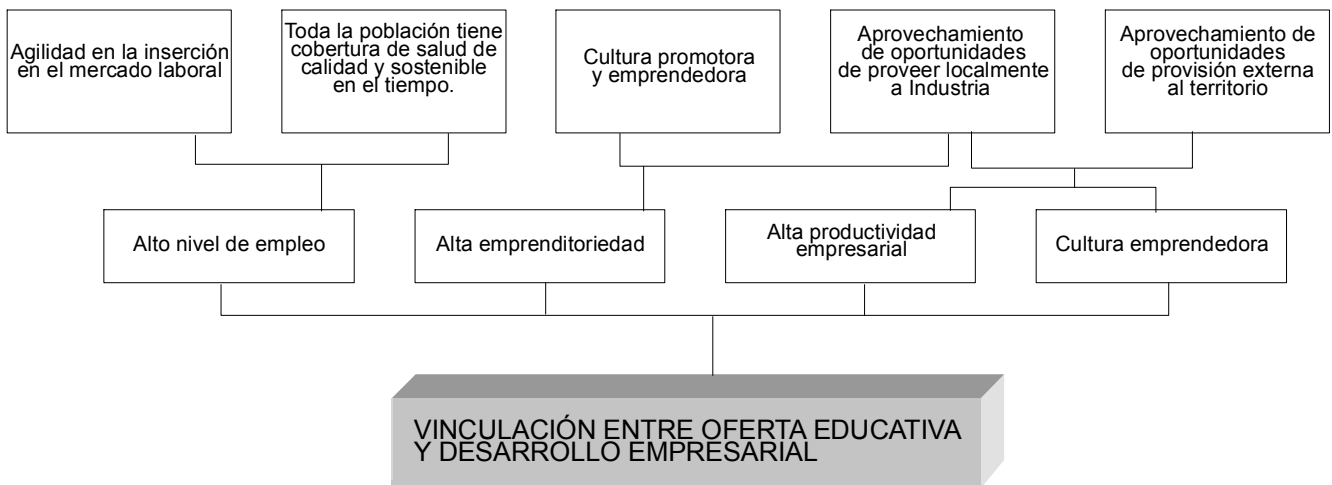 Agilidad en la inserción
en el mercado laboral
Toda la población tiene
cobertura de salud de
calidad y sostenible
en el tiempo.
Cultura promotora
y emprendedora
Aprovechamiento
de oportunidades
de proveer localmente
a Industria
Aprovechamiento de
oportunidades
de provisión externa
al territorio
Alto nivel de empleo
Alta emprenditoriedad
Alta productividad
empresarial
Cultura emprendedora
VINCULACIÓN ENTRE OFERTA EDUCATIVA
Y DESARROLLO EMPRESARIAL